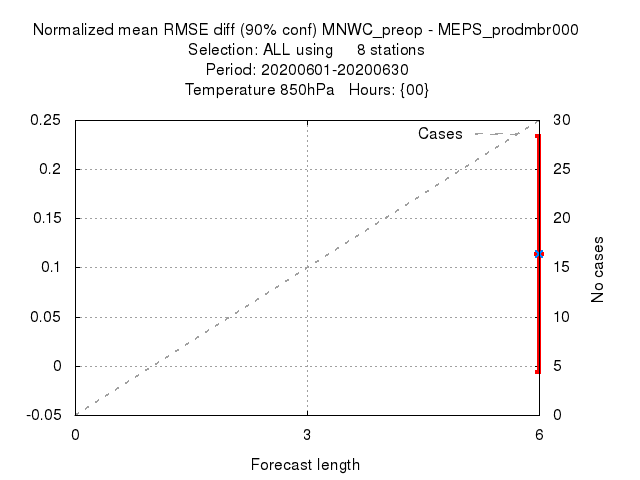 Normalized mean RMSE diff (90% conf) MNWC_preop - MEPS_prodmbr000
Selection: ALL using     8 stations
Period: 20200601-20200630
Temperature 850hPa   Hours: {00}
Cases
0.25
0.2
0.15
0.1
0.05
0
-0.05
30
25
20
15
10
5
0
No cases
0
3
6
Forecast length